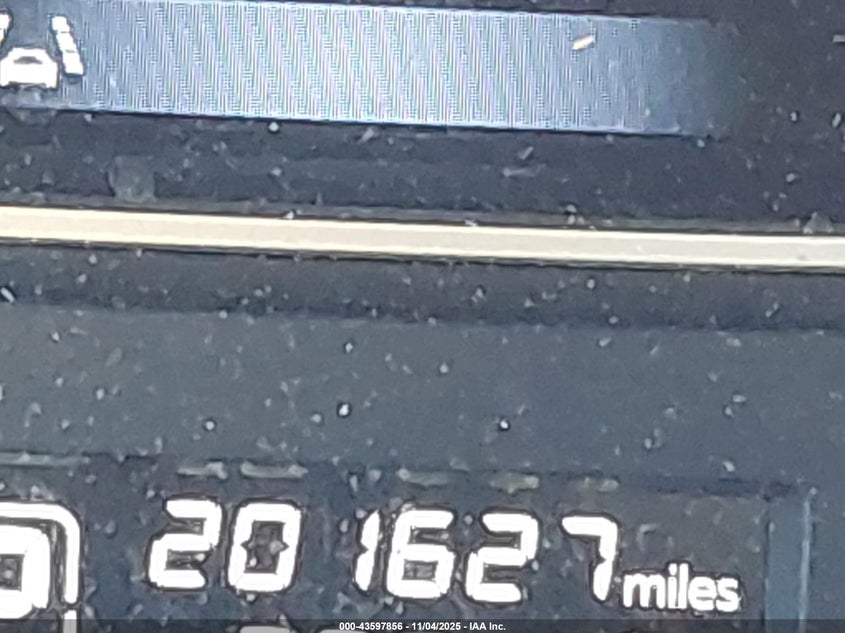 201627 miles
000-43597856 - 11/04/2025 - IAA Inc.